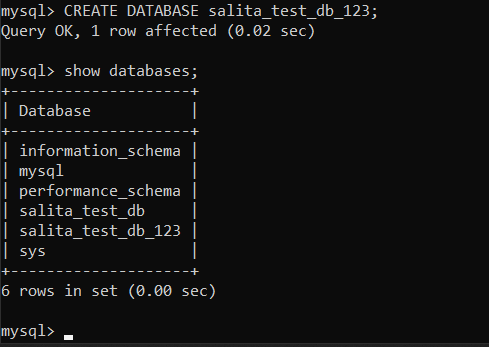 mysql> CREATE DATABASE salita_test_db_123;
Query OK, 1 row affected (0.02 sec)
mysql> show databases;
+--------------------+
| Database           |
+--------------------+
| information_schema |
| mysql              |
| performance_schema |
| salita_test_db     |
| salita_test_db_123 |
| sys                |
+--------------------+
6 rows in set (0.00 sec)
mysql>